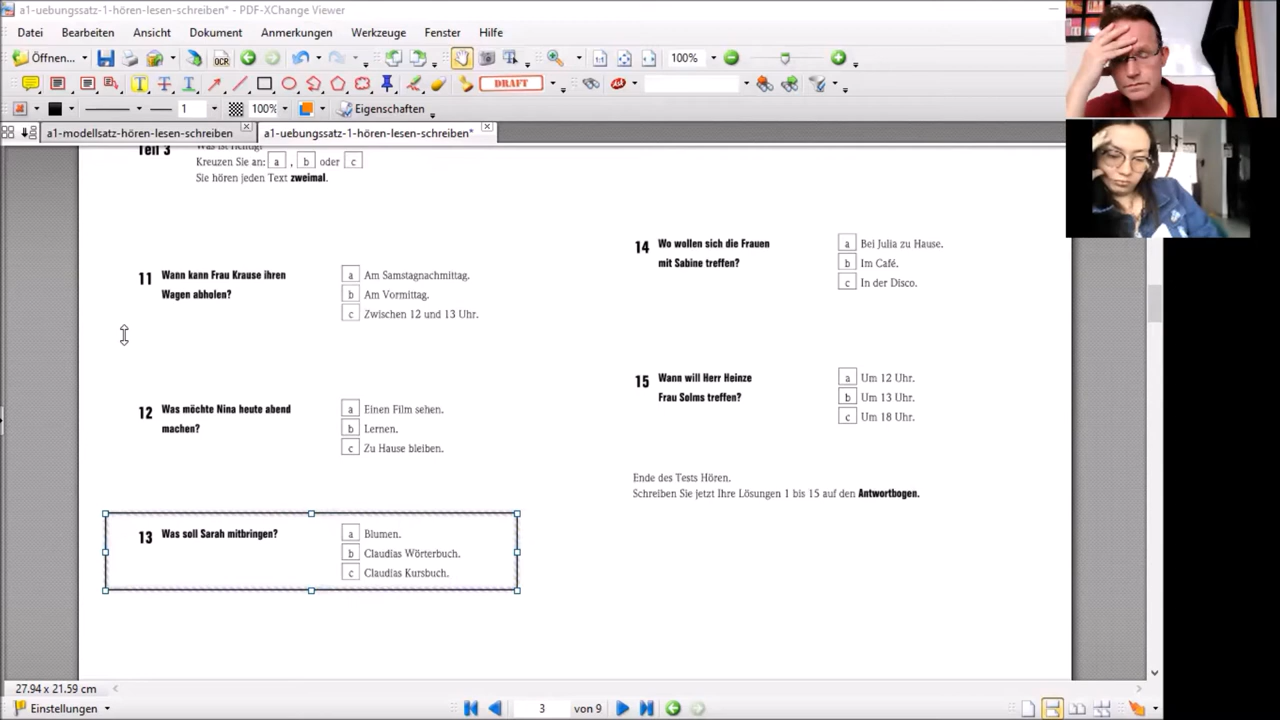 a1-uebungssatz-1-hören-lesen-schreiben* - PDF-XChange Viewer
Datei Bearbeiten Ansicht Dokument Anmerkungen Werkzeuge Fenster Hilfe
Öffnen... OCR 100%
DRAFT
1 100% Eigenschaften
a1-modellsatz-hören-lesen-schreiben a1-uebungssatz-1-hören-lesen-schreiben*
Teil 3 Was ist richtig?
Kreuzen Sie an: a , b oder c
Sie hören jeden Text zweimal.
11 Wann kann Frau Krause ihren
Wagen abholen?
a Am Samstagnachmittag.
b Am Vormittag.
c Zwischen 12 und 13 Uhr.
12 Was möchte Nina heute abend
machen?
a Einen Film sehen.
b Lernen.
c Zu Hause bleiben.
13 Was soll Sarah mitbringen?
a Blumen.
b Claudias Wörterbuch.
c Claudias Kursbuch.
14 Wo wollen sich die Frauen
mit Sabine treffen?
a Bei Julia zu Hause.
b Im Café.
c In der Disco.
15 Wann will Herr Heinze
Frau Solms treffen?
a Um 12 Uhr.
b Um 13 Uhr.
c Um 18 Uhr.
Ende des Tests Hören.
Schreiben Sie jetzt Ihre Lösungen 1 bis 15 auf den Antwortbogen.
27.94 x 21.59 cm
Einstellungen 3 von 9